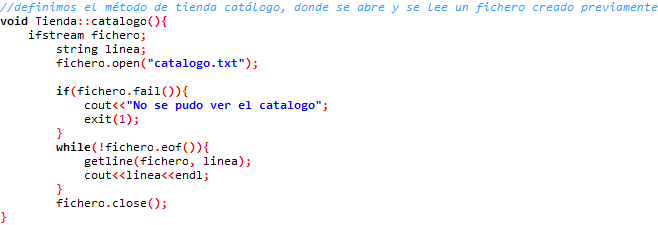 //definimos el método de tienda catálogo, donde se abre y se lee un fichero creado previamente
void Tienda::catalogo(){
    ifstream fichero;
        string linea;
        fichero.open("catalogo.txt");

        if(fichero.fail()){
            cout<<"No se pudo ver el catalogo";
            exit(1);
        }
        while(!fichero.eof()){
            getline(fichero, linea);
            cout<<linea<<endl;
        }
        fichero.close();
}